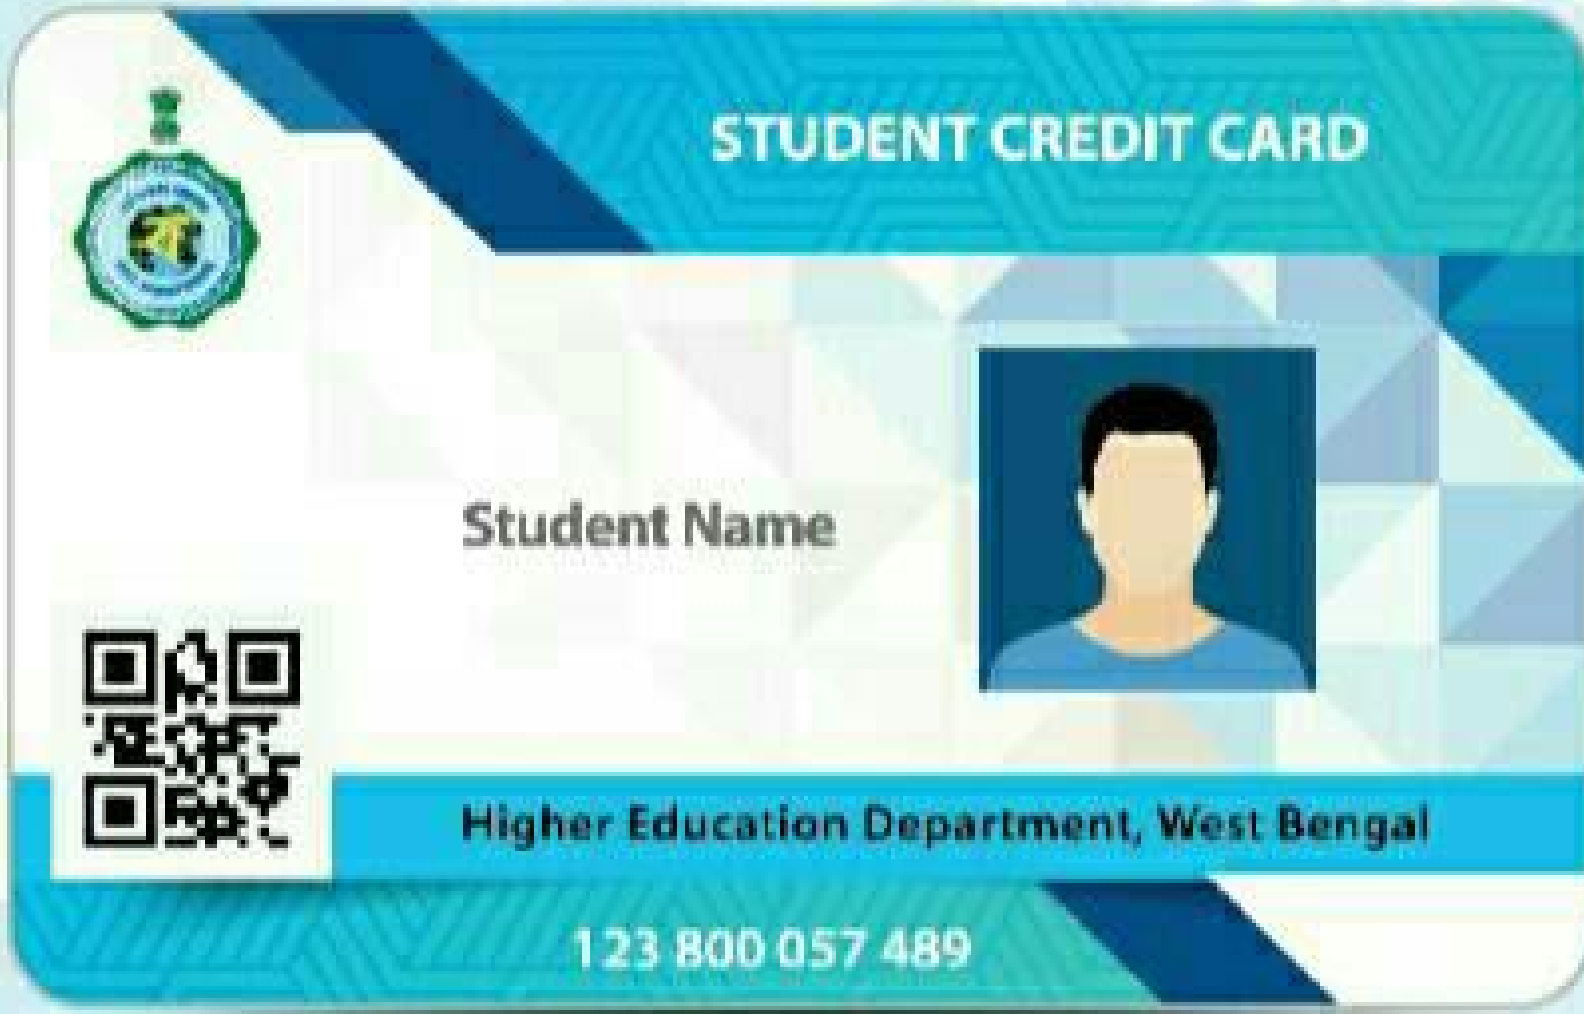 STUDENT CREDIT CARD
Student Name
Higher Education Department, West Bengal
123 800 057 489